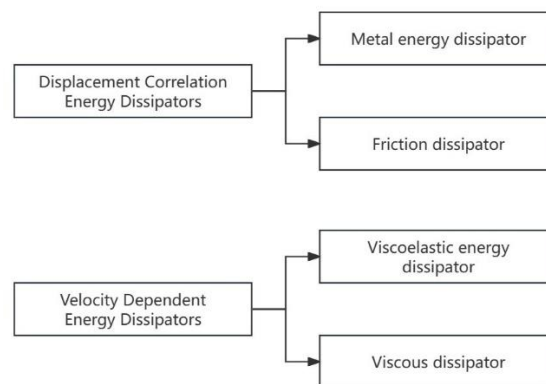 Metal energy dissipator
Displacement Correlation
Energy Dissipators
Friction dissipator
Viscoelastic energy
dissipator
Velocity Dependent
Energy Dissipators
Viscous dissipator